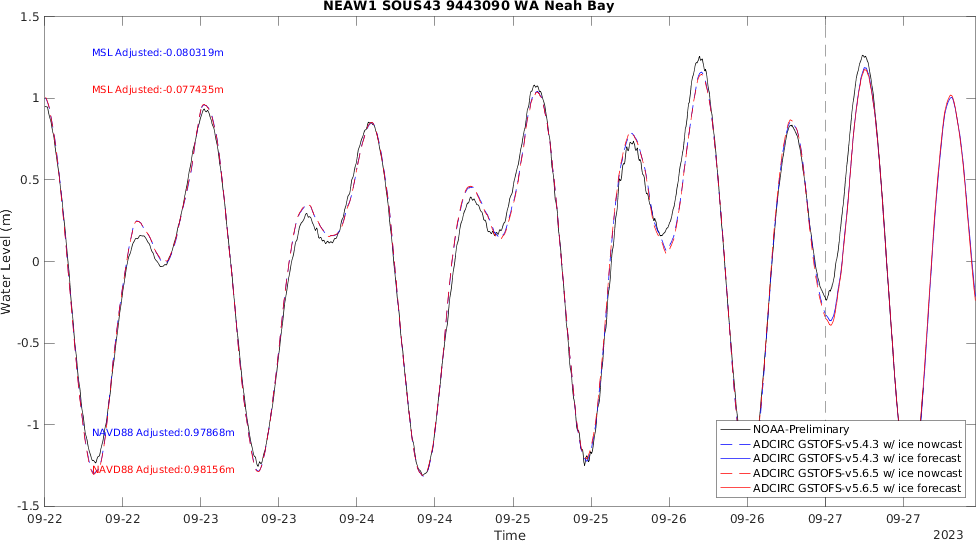 NEAW1 SOUS43 9443090 WA Neah Bay
1.5
MSL Adjusted:-0.080319m
MSL Adjusted:-0.077435m
1
0.5
0
-0.5
-1
-1.5
Water Level (m)
NAVD88 Adjusted:0.97868m
NAVD88 Adjusted:0.98156m
NOAA-Preliminary
ADCIRC GSTOFS-v5.4.3 w/ ice nowcast
ADCIRC GSTOFS-v5.4.3 w/ ice forecast
ADCIRC GSTOFS-v5.6.5 w/ ice nowcast
ADCIRC GSTOFS-v5.6.5 w/ ice forecast
09-22 09-22 09-23 09-23 09-24 09-24 09-25 09-25 09-26 09-26 09-27 09-27
Time
2023